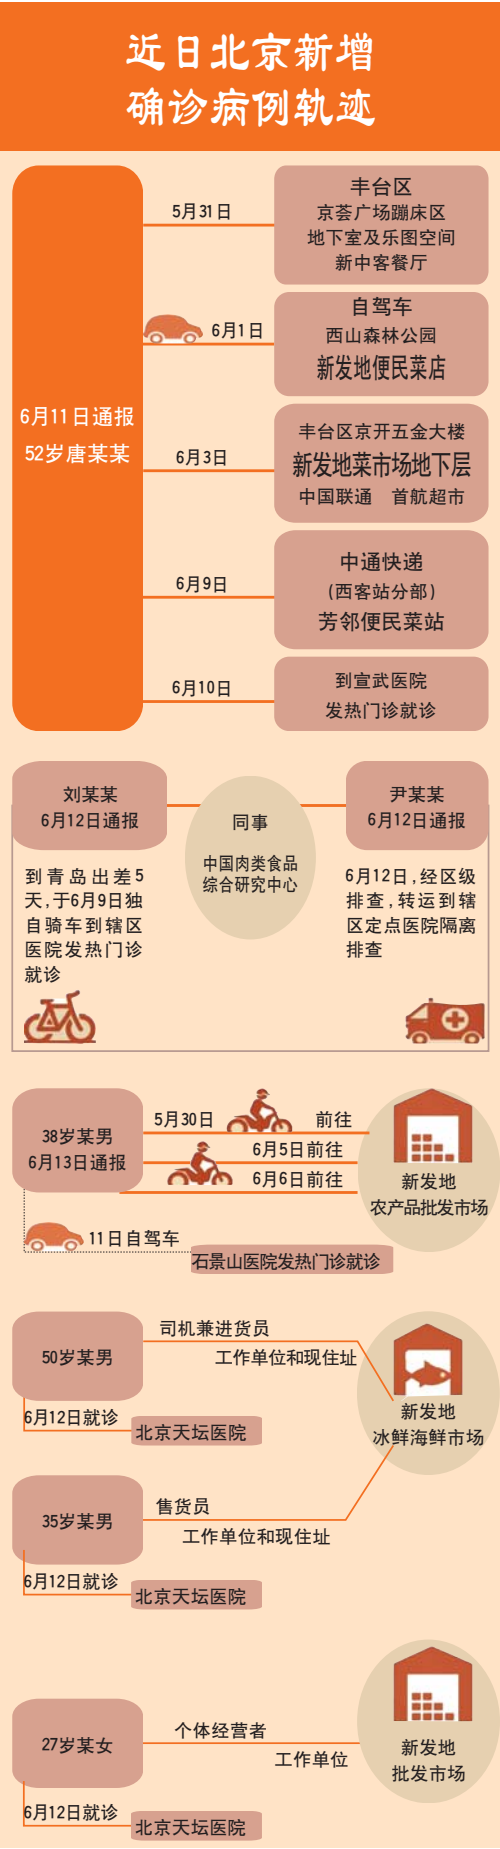 近日北京新增
确诊病例轨迹
6月11日通报
52岁唐某某
5月31日
丰台区
京荟广场蹦床区
地下室及乐图空间
新中客餐厅
6月1日
自驾车
西山森林公园
新发地便民菜店
6月3日
丰台区京开五金大楼
新发地菜市场地下层
中国联通 首航超市
6月9日
中通快递
(西客站分部)
芳邻便民菜站
6月10日
到宣武医院
发热门诊就诊
刘某某
6月12日通报
到青岛出差5
天,于6月9日独
自骑车到辖区
医院发热门诊
就诊
同事
中国肉类食品
综合研究中心
尹某某
6月12日通报
6月12日,经区级
排查,转运到辖
区定点医院隔离
排查
38岁某男
6月13日通报
5月30日 前往
6月5日前往
6月6日前往
新发地
农产品批发市场
11日自驾车
石景山医院发热门诊就诊
50岁某男
司机兼进货员
工作单位和现住址
6月12日就诊
北京天坛医院
新发地
冰鲜海鲜市场
35岁某男
售货员
工作单位和现住址
6月12日就诊
北京天坛医院
27岁某女
个体经营者
工作单位
新发地
批发市场
6月12日就诊
北京天坛医院